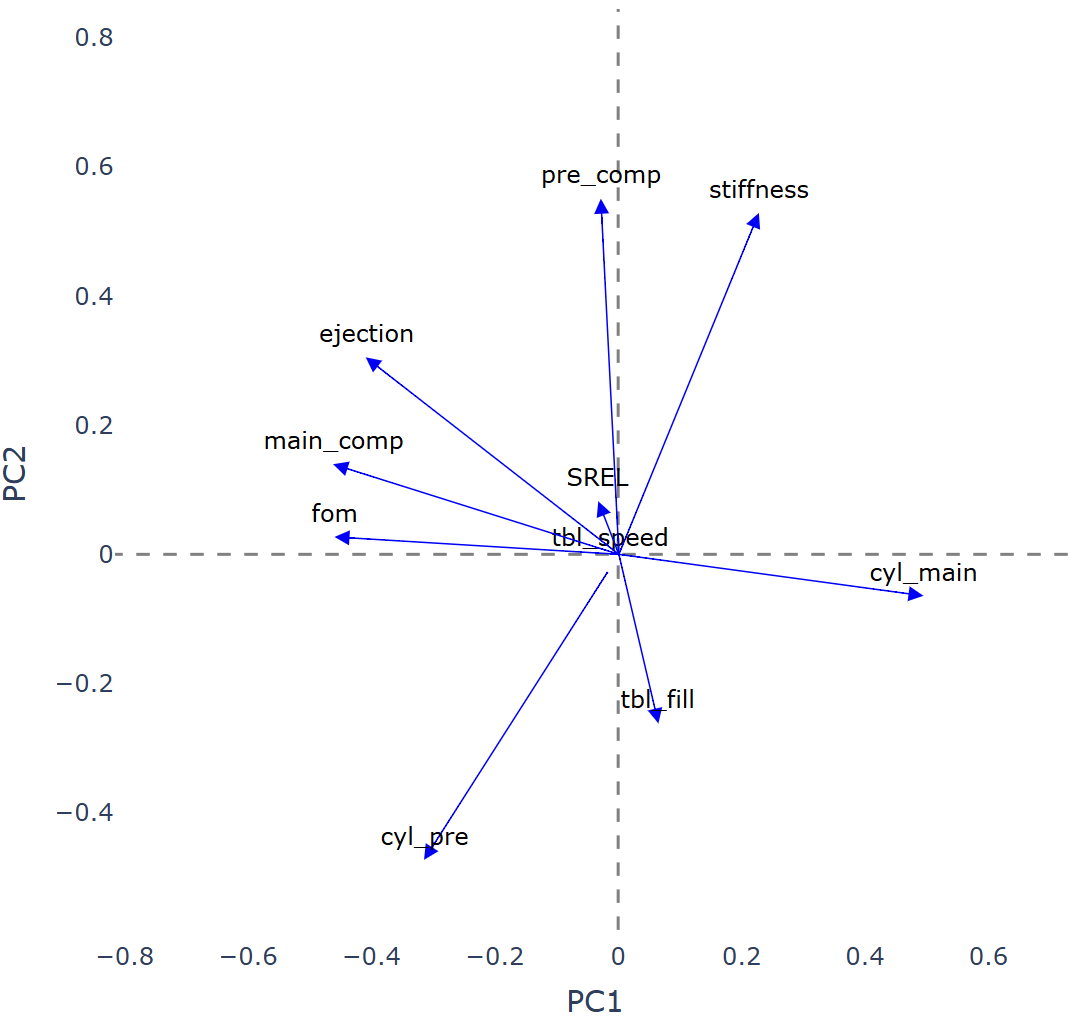 0.8
0.6
pre_comp
stiffness
0.4
ejection
0.2
main_comp
SREL
fom
tbl_speed
0
cyl_main
−0.2
tbl_fill
−0.4
cyl_pre
PC2
−0.8
−0.6
−0.4
−0.2
0
0.2
0.4
0.6
PC1